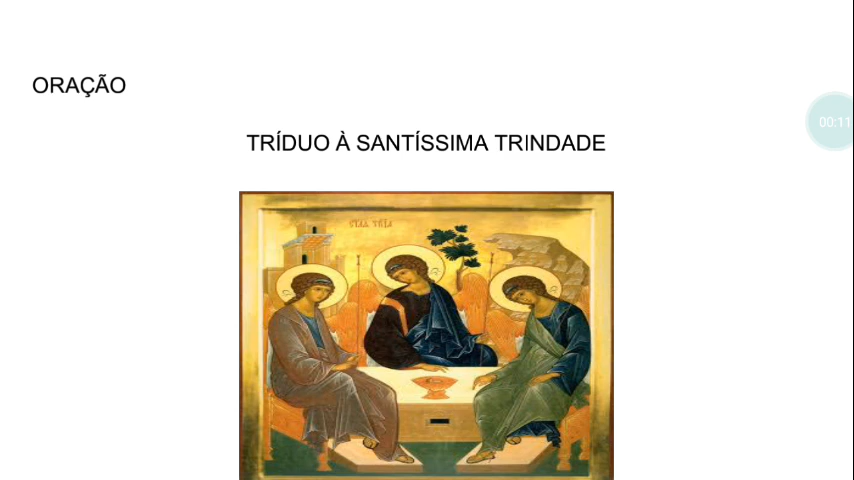 ORAÇÃO
00:11
TRÍDUO À SANTÍSSIMA TRINDADE